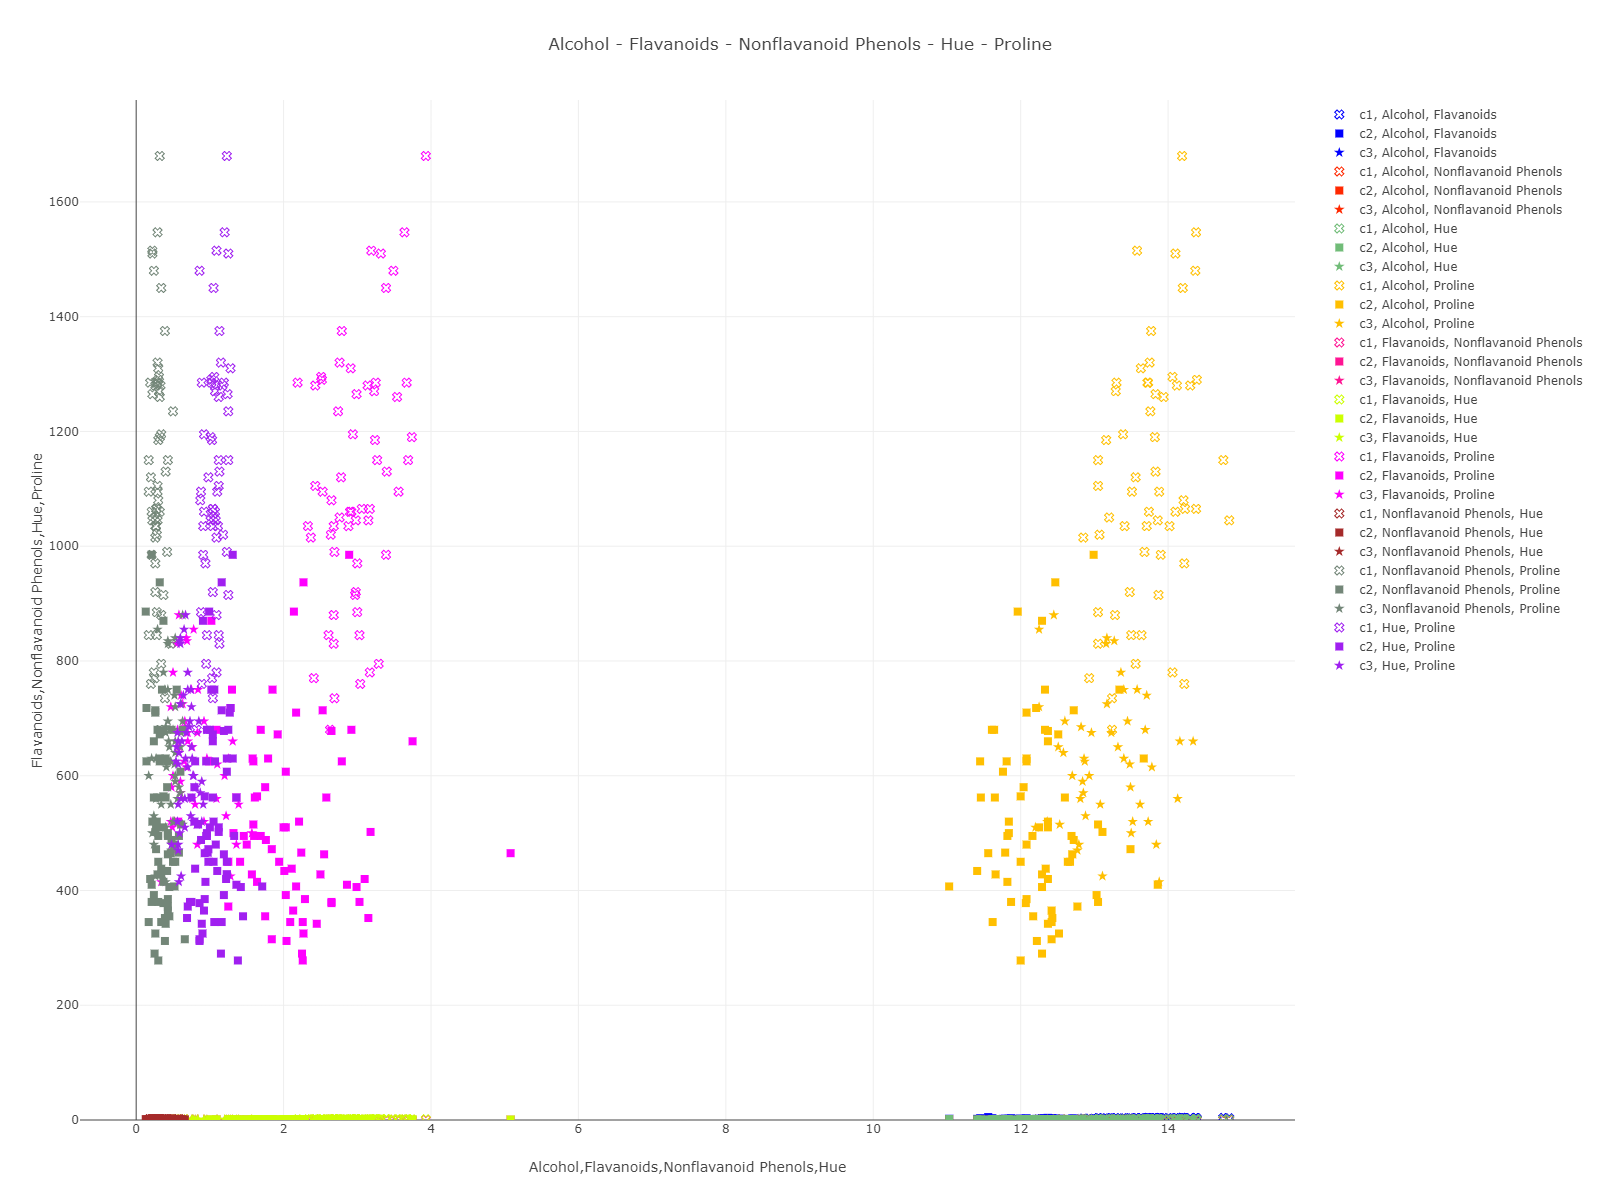 Alcohol - Flavanoids - Nonflavanoid Phenols - Hue - Proline
c1, Alcohol, Flavanoids
c2, Alcohol, Flavanoids
c3, Alcohol, Flavanoids
c1, Alcohol, Nonflavanoid Phenols
c2, Alcohol, Nonflavanoid Phenols
c3, Alcohol, Nonflavanoid Phenols
c1, Alcohol, Hue
c2, Alcohol, Hue
c3, Alcohol, Hue
c1, Alcohol, Proline
c2, Alcohol, Proline
c3, Alcohol, Proline
c1, Flavanoids, Nonflavanoid Phenols
c2, Flavanoids, Nonflavanoid Phenols
c3, Flavanoids, Nonflavanoid Phenols
c1, Flavanoids, Hue
c2, Flavanoids, Hue
c3, Flavanoids, Hue
c1, Flavanoids, Proline
c2, Flavanoids, Proline
c3, Flavanoids, Proline
c1, Nonflavanoid Phenols, Hue
c2, Nonflavanoid Phenols, Hue
c3, Nonflavanoid Phenols, Hue
c1, Nonflavanoid Phenols, Proline
c2, Nonflavanoid Phenols, Proline
c3, Nonflavanoid Phenols, Proline
c1, Hue, Proline
c2, Hue, Proline
c3, Hue, Proline
Flavanoids,Nonflavanoid Phenols,Hue,Proline
1600
1400
1200
1000
800
600
400
200
0
0 2 4 6 8 10 12 14
Alcohol,Flavanoids,Nonflavanoid Phenols,Hue